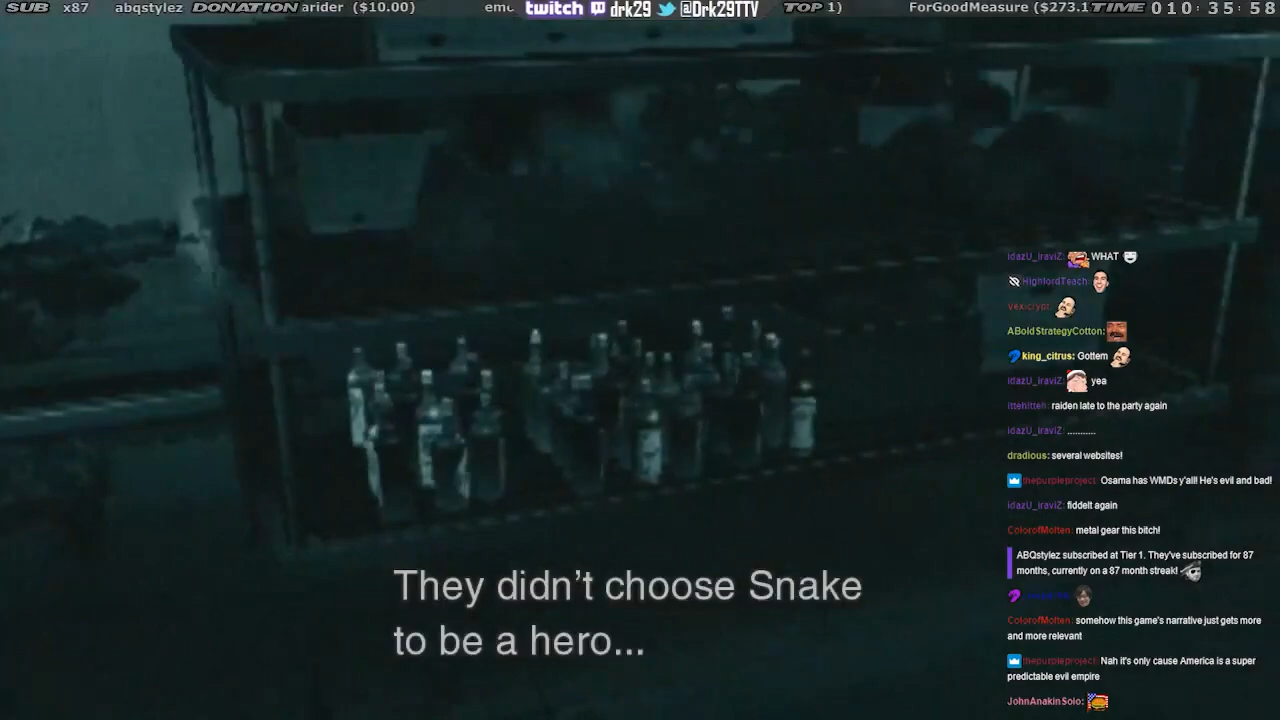 SUB x87 abqstylez DONATION arider ($10.00) emo twitch drk29 @Drk29TTV TOP 1) ForGoodMeasure ($273.1 TIME 010:35:58
idazU_iraviZ: WHAT
HighlordTeach:
Vexicrypt:
ABoldStrategyCotton:
king_citrus: Gottem
idazU_iraviZ: yea
ittehitteh: raiden late to the party again
idazU_iraviZ: ...........
dradious: several websites!
thepurpleproject: Osama has WMDs y'all! He's evil and bad!
idazU_iraviZ: fiddelt again
ColorofMolten: metal gear this bitch!
ABQstylez subscribed at Tier 1. They've subscribed for 87
months, currently on a 87 month streak!
ColorofMolten: somehow this game's narrative just gets more
and more relevant
thepurpleproject: Nah it's only cause America is a super
predictable evil empire
JohnAnakinSolo:
They didn't choose Snake
to be a hero...